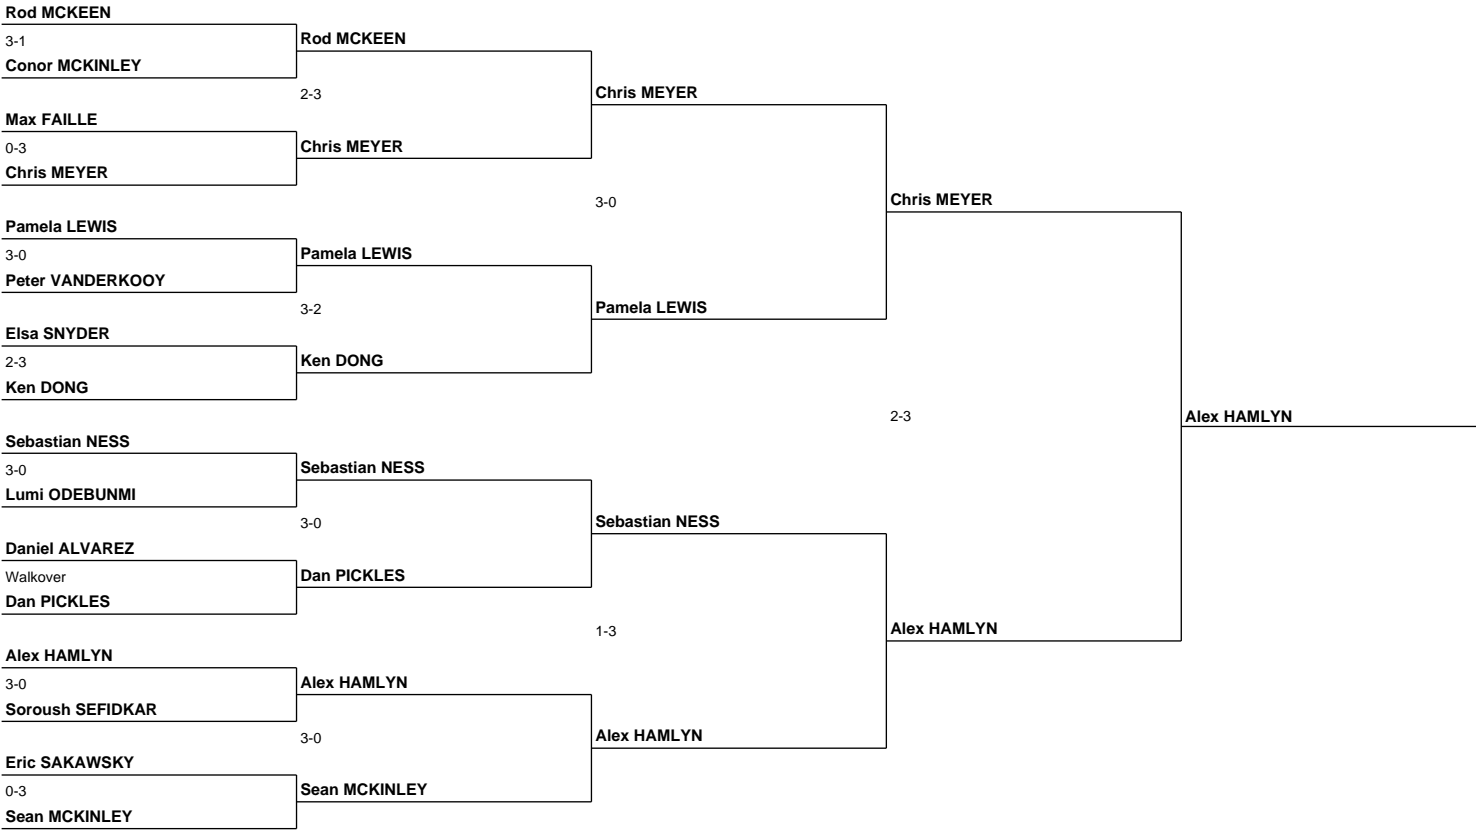 Rod MCKEEN
3-1
Conor MCKINLEY
Max FAILLE
0-3
Chris MEYER
Pamela LEWIS
3-0
Peter VANDERKOOY
Elsa SNYDER
2-3
Ken DONG
Sebastian NESS
3-0
Lumi ODEBUNMI
Daniel ALVAREZ
Walkover
Dan PICKLES
Alex HAMLYN
3-0
Soroush SEFIDKAR
Eric SAKAWSKY
0-3
Sean MCKINLEY
Rod MCKEEN
2-3
Chris MEYER
Pamela LEWIS
3-2
Ken DONG
Sebastian NESS
3-0
Dan PICKLES
Alex HAMLYN
3-0
Sean MCKINLEY
Chris MEYER
3-0
Pamela LEWIS
Sebastian NESS
1-3
Alex HAMLYN
Chris MEYER
2-3
Alex HAMLYN
Alex HAMLYN